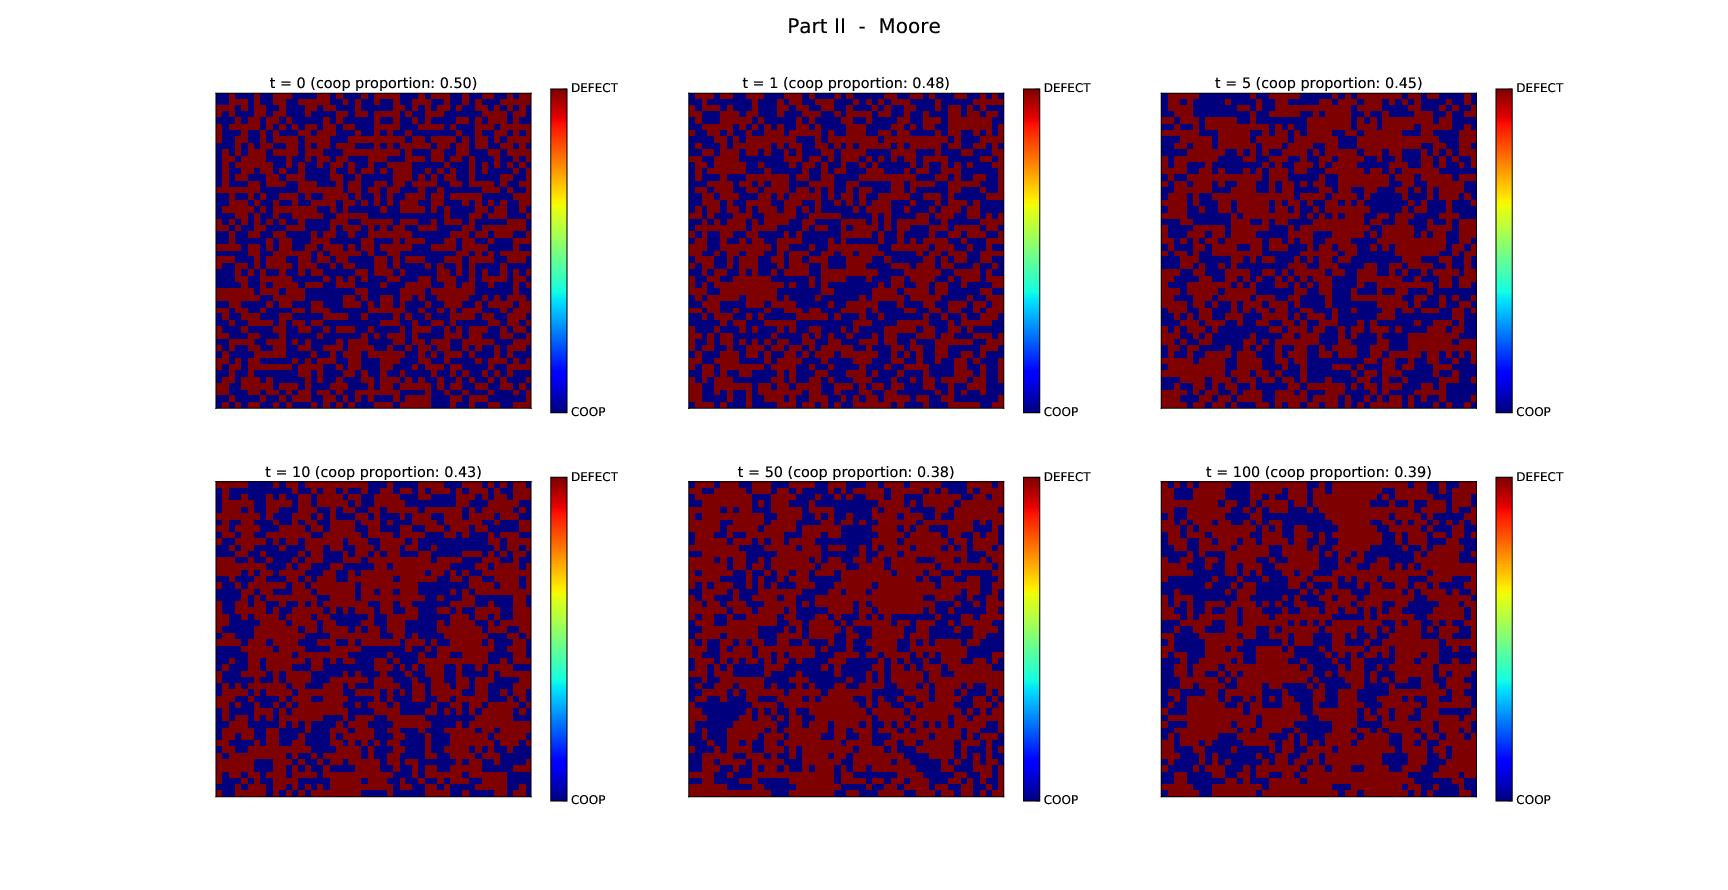 Part II - Moore
t = 0 (coop proportion: 0.50)
DEFECT
COOP
t = 1 (coop proportion: 0.48)
DEFECT
COOP
t = 5 (coop proportion: 0.45)
DEFECT
COOP
t = 10 (coop proportion: 0.43)
DEFECT
COOP
t = 50 (coop proportion: 0.38)
DEFECT
COOP
t = 100 (coop proportion: 0.39)
DEFECT
COOP